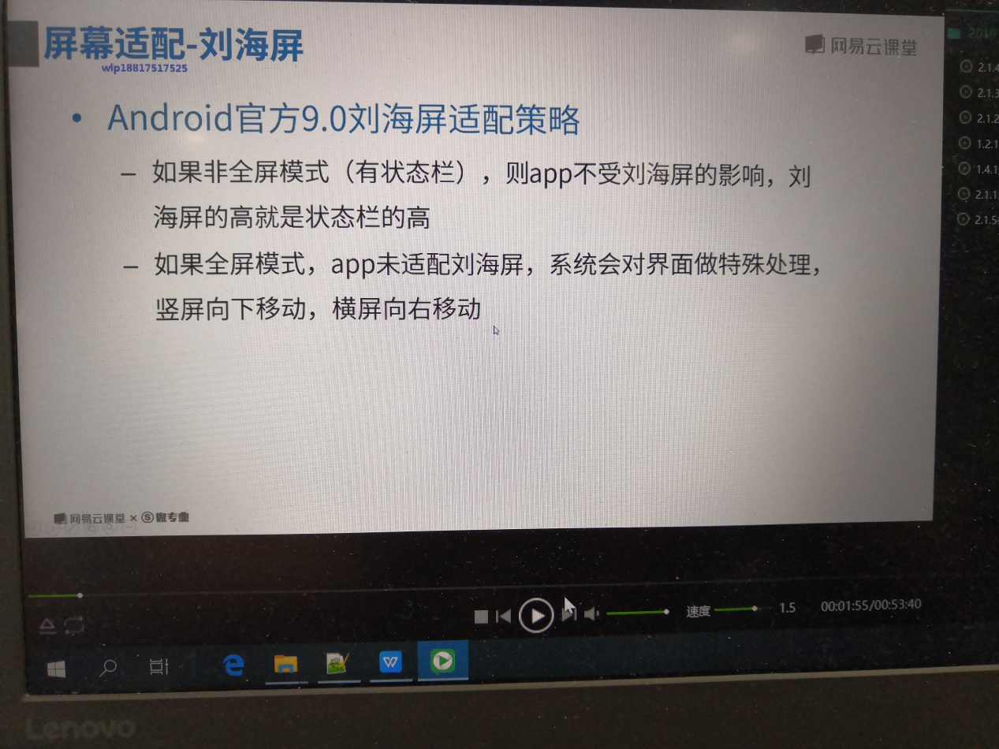 屏幕适配-刘海屏
wlp18817517525
网易云课堂
• Android官方9.0刘海屏适配策略
– 如果非全屏模式（有状态栏），则app不受刘海屏的影响，刘
海屏的高就是状态栏的高
– 如果全屏模式，app未适配刘海屏，系统会对界面做特殊处理，
竖屏向下移动，横屏向右移动
网易云课堂 × 微专业
2019
2.1.4
2.1.3
2.1.2
1.2.1
1.4.1
2.1.1
2.1.5
速度 1.5 00:01:55/00:53:40
Lenovo